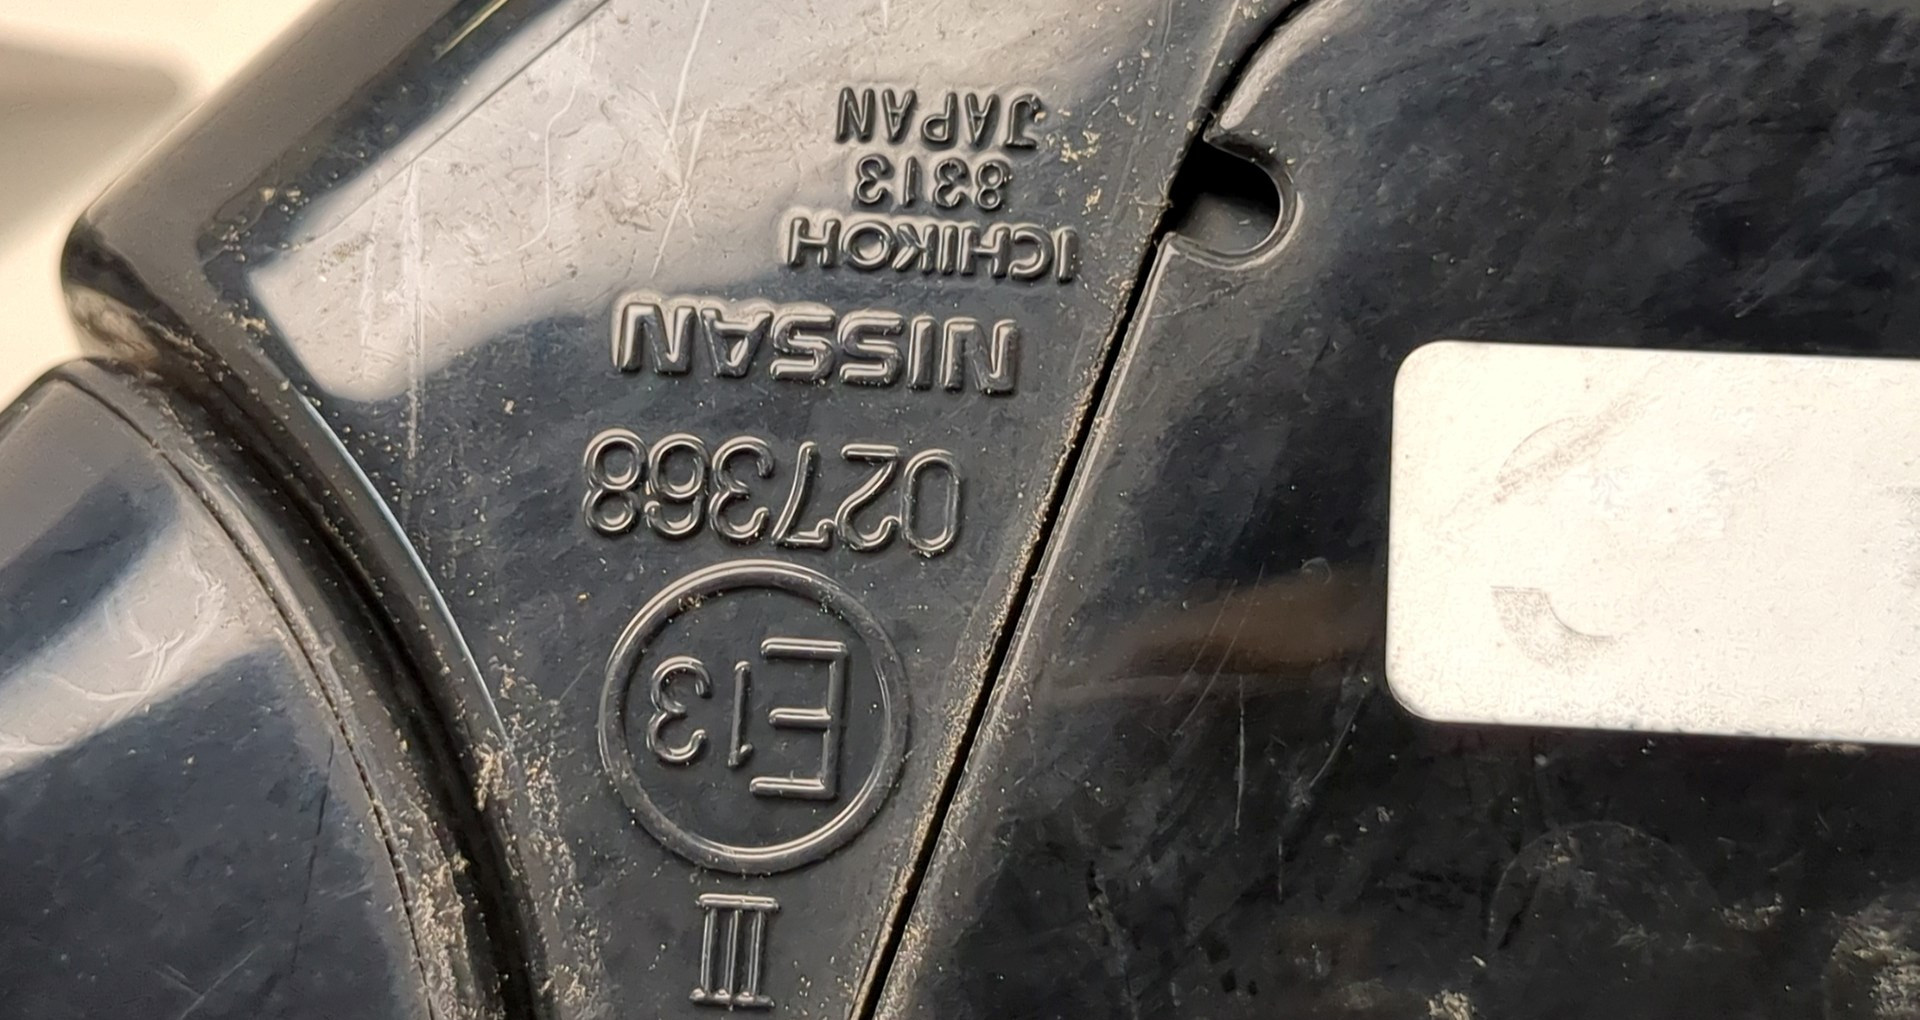 III
E13
027368
NISSAN
ICHIKOH
8313
JAPAN